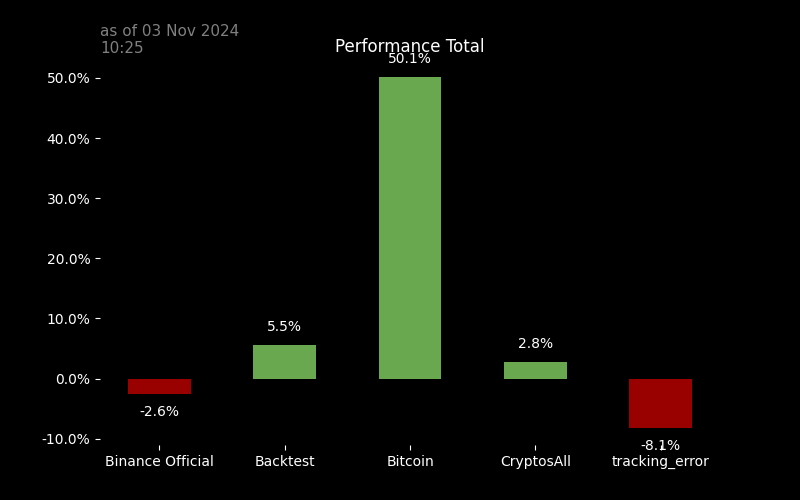 as of 03 Nov 2024
10:25
Performance Total
50.1%
50.0%
40.0%
30.0%
20.0%
10.0%
0.0%
-10.0%
5.5%
2.8%
-2.6%
-8.1%
Binance Official
Backtest
Bitcoin
CryptosAll
tracking_error